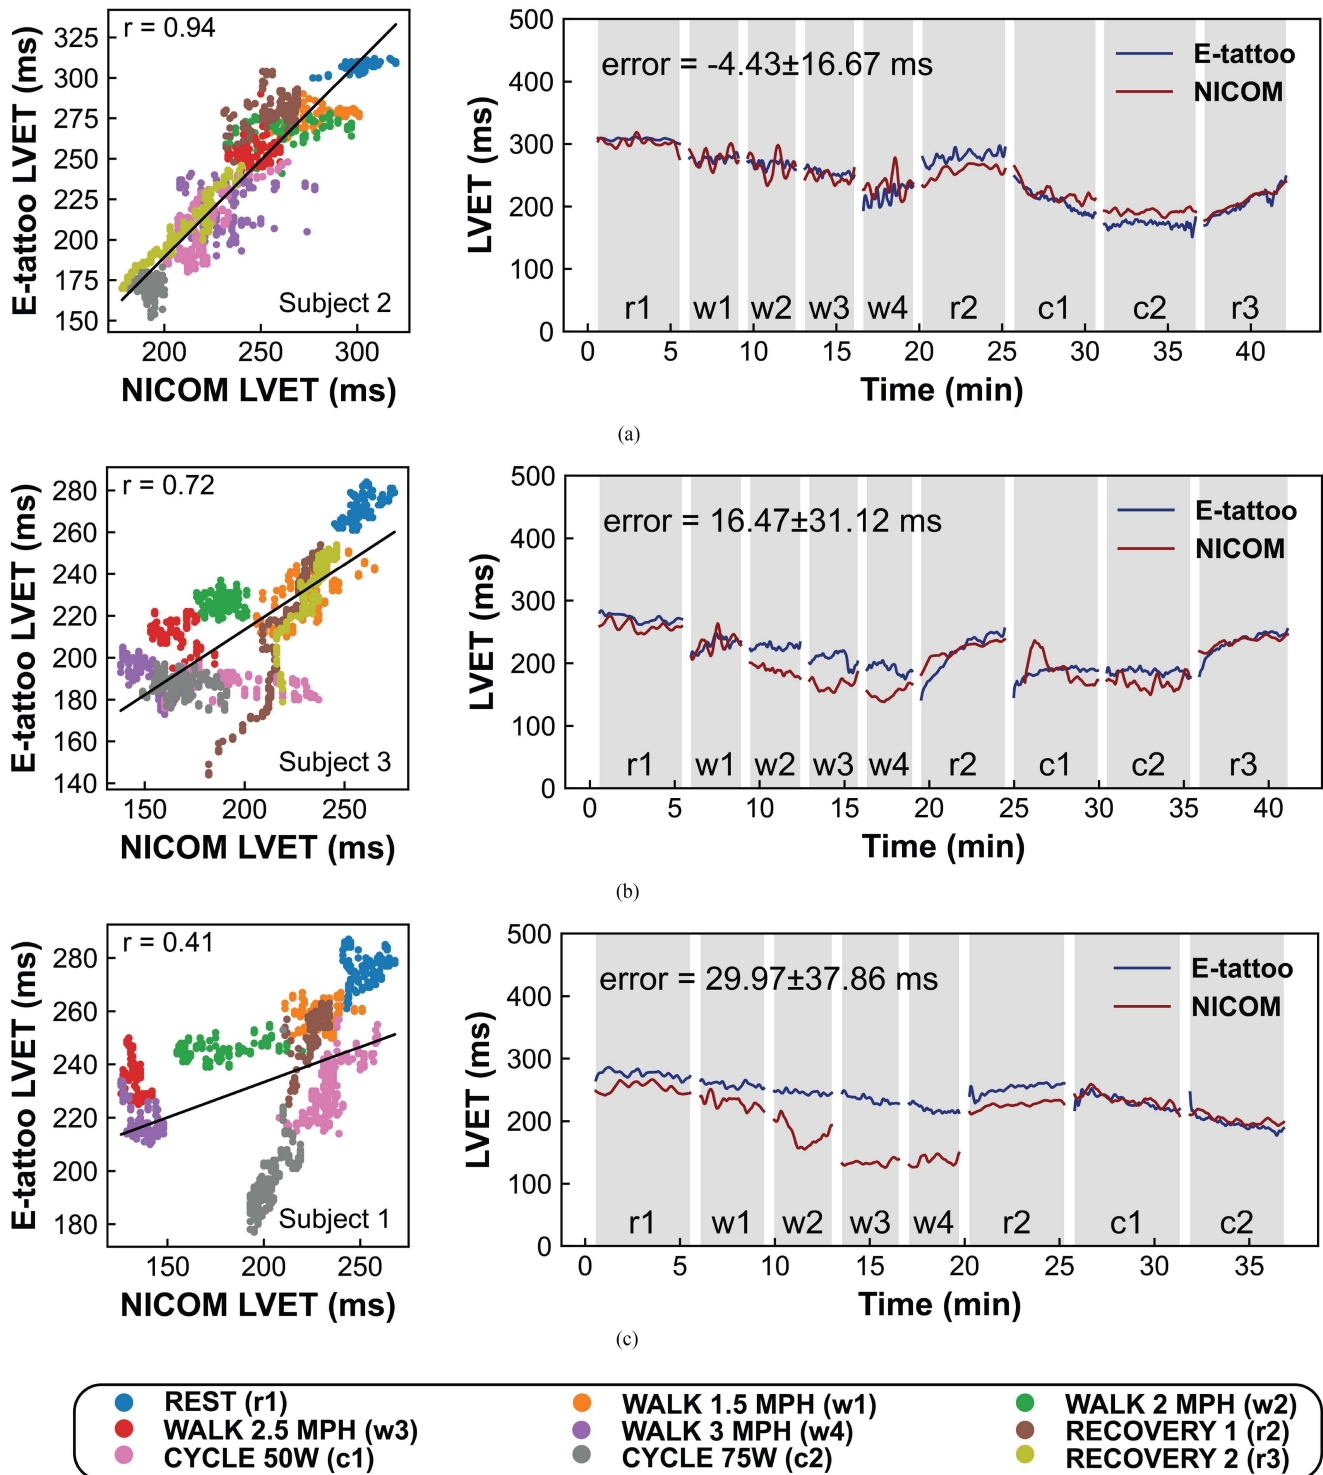 r = 0.94
325
300
275
250
225
200
175
150
E-tattoo LVET (ms)
Subject 2
200 250 300
NICOM LVET (ms)
500
400
300
200
100
0
LVET (ms)
error = -4.43±16.67 ms
E-tattoo
NICOM
r1 w1 w2 w3 w4 r2 c1 c2 r3
0 5 10 15 20 25 30 35 40
Time (min)
(a)
r = 0.72
280
260
240
220
200
180
160
140
E-tattoo LVET (ms)
Subject 3
150 200 250
NICOM LVET (ms)
500
400
300
200
100
0
LVET (ms)
error = 16.47±31.12 ms
E-tattoo
NICOM
r1 w1 w2 w3 w4 r2 c1 c2 r3
0 5 10 15 20 25 30 35 40
Time (min)
(b)
r = 0.41
280
260
240
220
200
180
E-tattoo LVET (ms)
Subject 1
150 200 250
NICOM LVET (ms)
500
400
300
200
100
0
LVET (ms)
error = 29.97±37.86 ms
E-tattoo
NICOM
r1 w1 w2 w3 w4 r2 c1 c2
0 5 10 15 20 25 30 35
Time (min)
(c)
REST (r1) WALK 1.5 MPH (w1) WALK 2 MPH (w2)
WALK 2.5 MPH (w3) WALK 3 MPH (w4) RECOVERY 1 (r2)
CYCLE 50W (c1) CYCLE 75W (c2) RECOVERY 2 (r3)